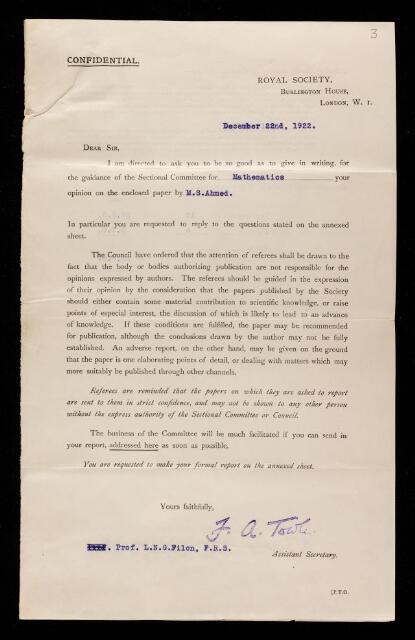 3
CONFIDENTIAL.
ROYAL SOCIETY,
BURLINGTON HOUSE,
LONDON, W. 1.
December 22nd, 1922.
DEAR SIR,
I am directed to ask you to be so good as to give in writing, for
the guidance of the Sectional Committee for Mathematics your
opinion on the enclosed paper by M.S.Ahmed.
In particular you are requested to reply to the questions stated on the annexed
sheet.
The Council have ordered that the attention of referees shall be drawn to the
fact that the body or bodies authorizing publication are not responsible for the
opinions expressed by authors. The referees should be guided in the expression
of their opinion by the consideration that the papers published by the Society
should either contain some material contribution to scientific knowledge, or raise
points of especial interest, the discussion of which is likely to lead to an advance
of knowledge. If these conditions are fulfilled, the paper may be recommended
for publication, although the conclusions drawn by the author may not be fully
established. An adverse report, on the other hand, may be given on the ground
that the paper is one elaborating points of detail, or dealing with matters which may
more suitably be published through other channels.
Referees are reminded that the papers on which they are asked to report
are sent to them in strict confidence, and may not be shown to any other person
without the express authority of the Sectional Committee or Council.
The business of the Committee will be much facilitated if you can send in
your report, addressed here as soon as possible.
You are requested to make your formal report on the annexed sheet.
Yours faithfully,
F. A. Towle.
. Prof. L.N.G.Filon, F.R.S.
Assistant Secretary.
[P.T.O.